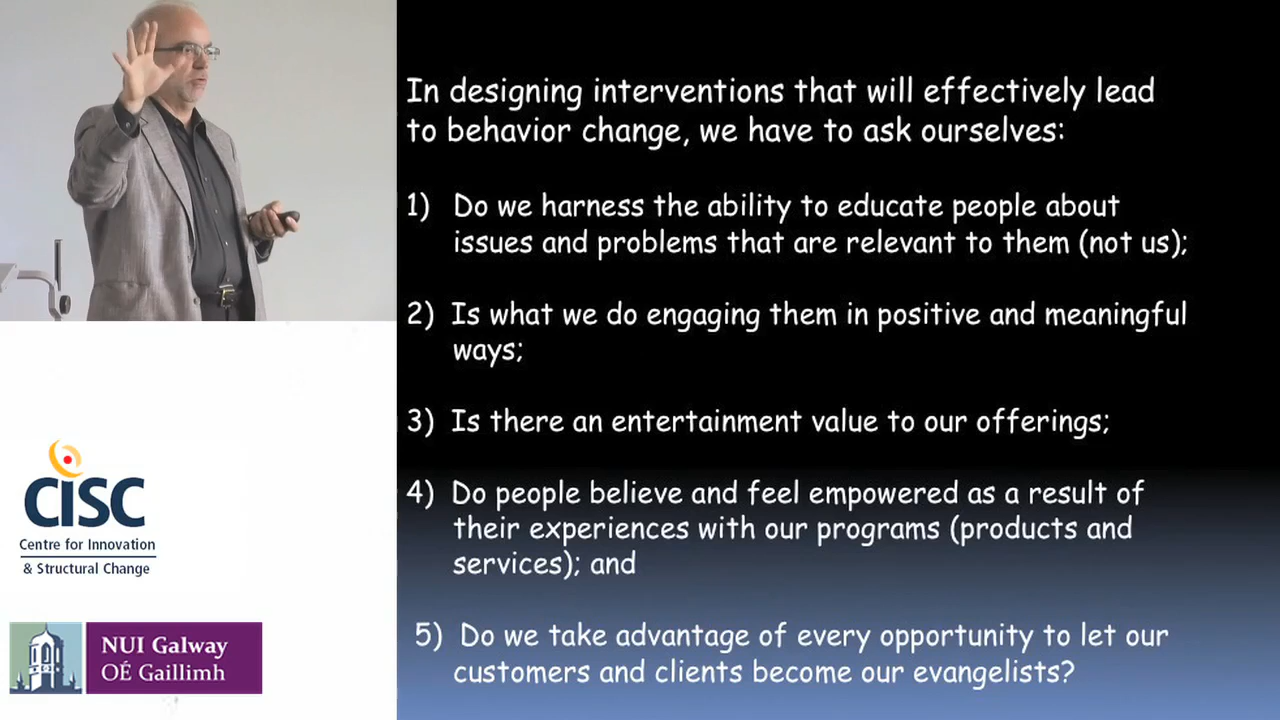 In designing interventions that will effectively lead
to behavior change, we have to ask ourselves:
1) Do we harness the ability to educate people about
issues and problems that are relevant to them (not us);
2) Is what we do engaging them in positive and meaningful
ways;
3) Is there an entertainment value to our offerings;
4) Do people believe and feel empowered as a result of
their experiences with our programs (products and
services); and
5) Do we take advantage of every opportunity to let our
customers and clients become our evangelists?
CISC
Centre for Innovation
& Structural Change
NUI Galway
OÉ Gaillimh